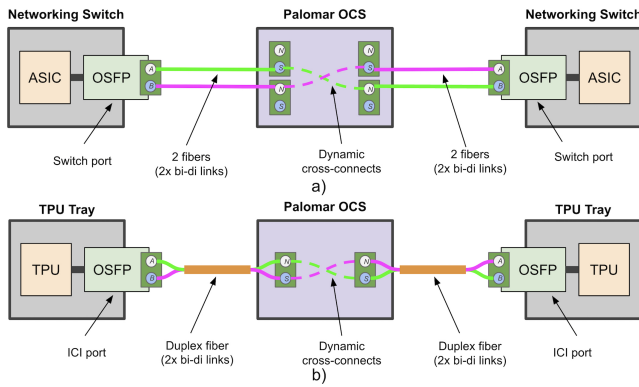 Networking Switch
Palomar OCS
Networking Switch
ASIC
OSFP
A
B
N
S
N
S
N
S
N
S
A
B
OSFP
ASIC
Switch port
2 fibers
(2x bi-di links)
Dynamic
cross-connects
2 fibers
(2x bi-di links)
Switch port
a)
TPU Tray
Palomar OCS
TPU Tray
TPU
OSFP
A
B
N
S
N
S
A
B
OSFP
TPU
ICI port
Duplex fiber
(2x bi-di links)
Dynamic
cross-connects
Duplex fiber
(2x bi-di links)
ICI port
b)